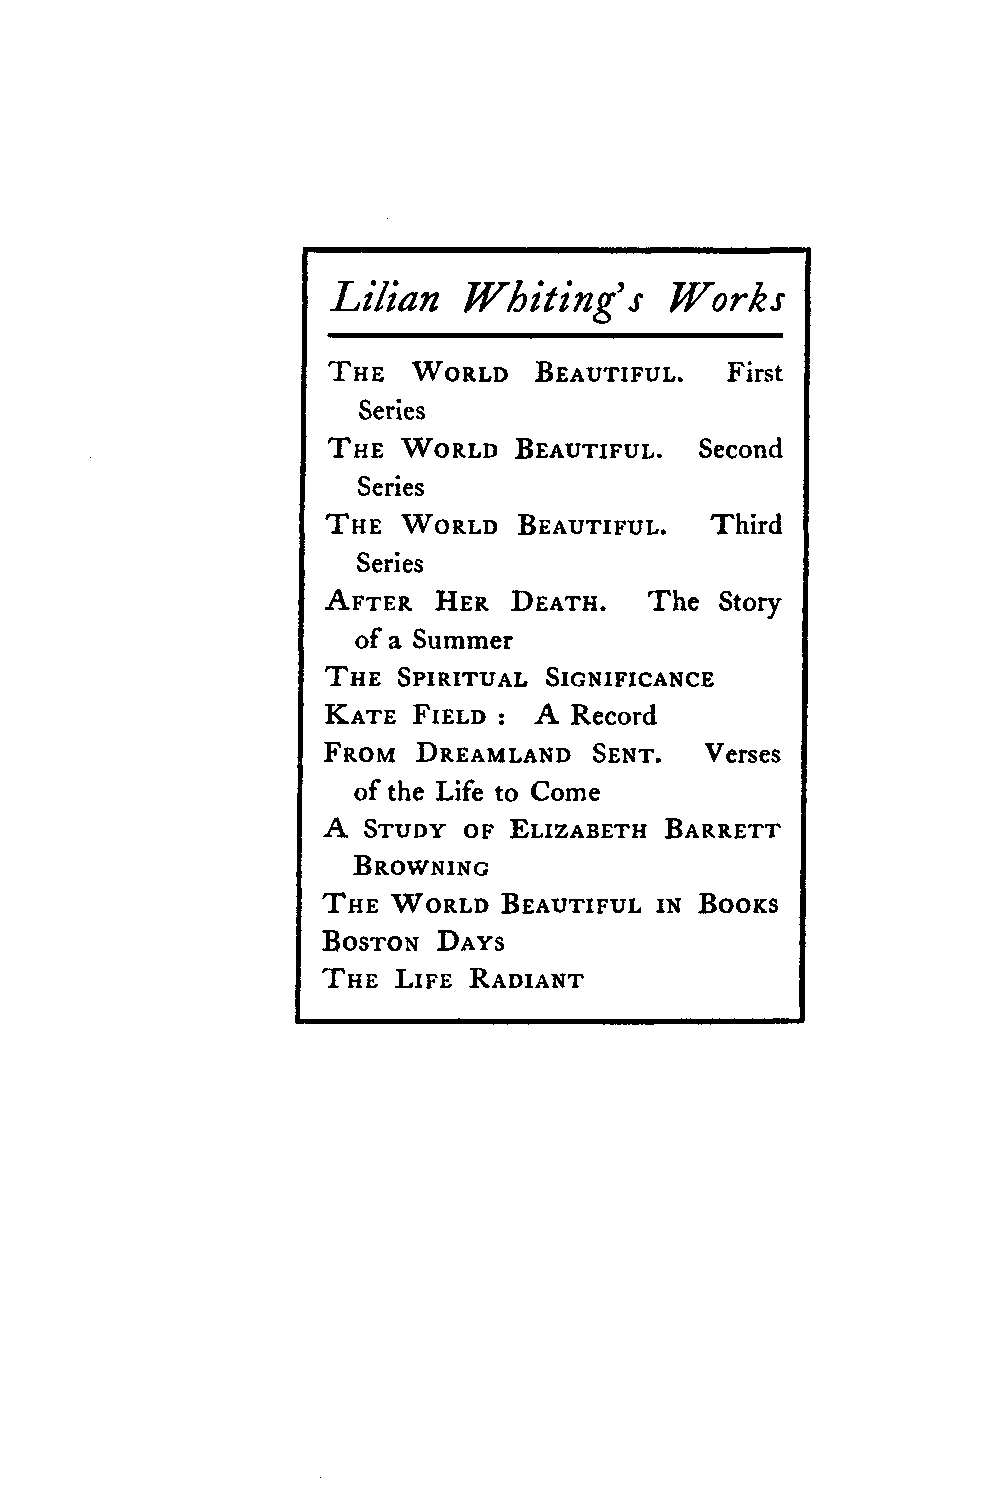 Lilian Whiting's Works
THE WORLD BEAUTIFUL. First
Series
THE WORLD BEAUTIFUL. Second
Series
THE WORLD BEAUTIFUL. Third
Series
AFTER HER DEATH. The Story
of a Summer
THE SPIRITUAL SIGNIFICANCE
KATE FIELD : A Record
FROM DREAMLAND SENT. Verses
of the Life to Come
A STUDY OF ELIZABETH BARRETT
BROWNING
THE WORLD BEAUTIFUL IN BOOKS
BOSTON DAYS
THE LIFE RADIANT